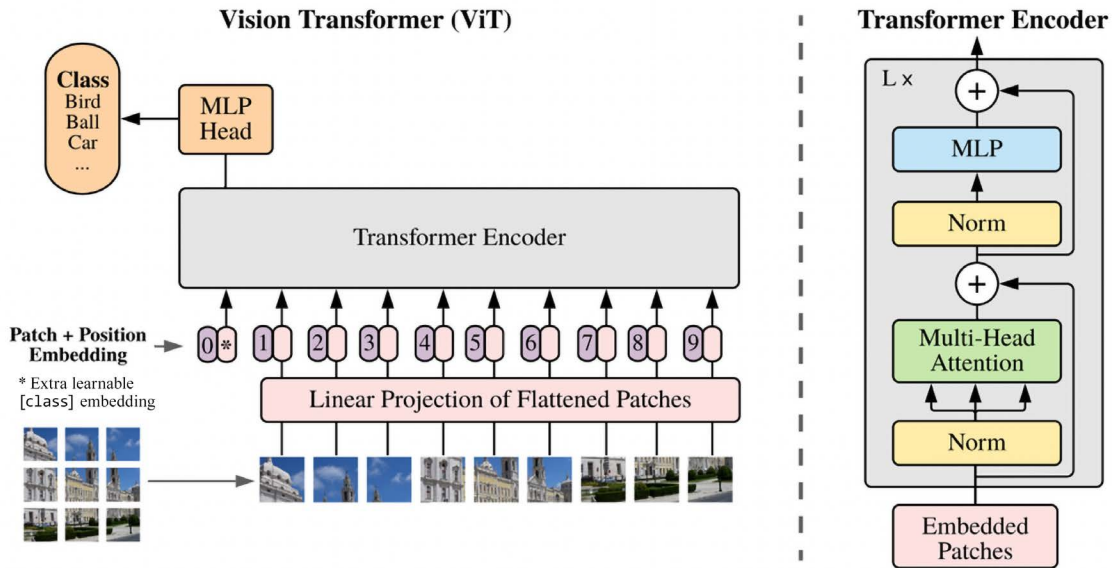 Vision Transformer (ViT)
Class
Bird
Ball
Car
...
MLP
Head
Transformer Encoder
0 * 1 2 3 4 5 6 7 8 9
Patch + Position
Embedding
* Extra learnable
[class] embedding
Linear Projection of Flattened Patches
Transformer Encoder
L ×
+
MLP
Norm
+
Multi-Head
Attention
Norm
Embedded
Patches